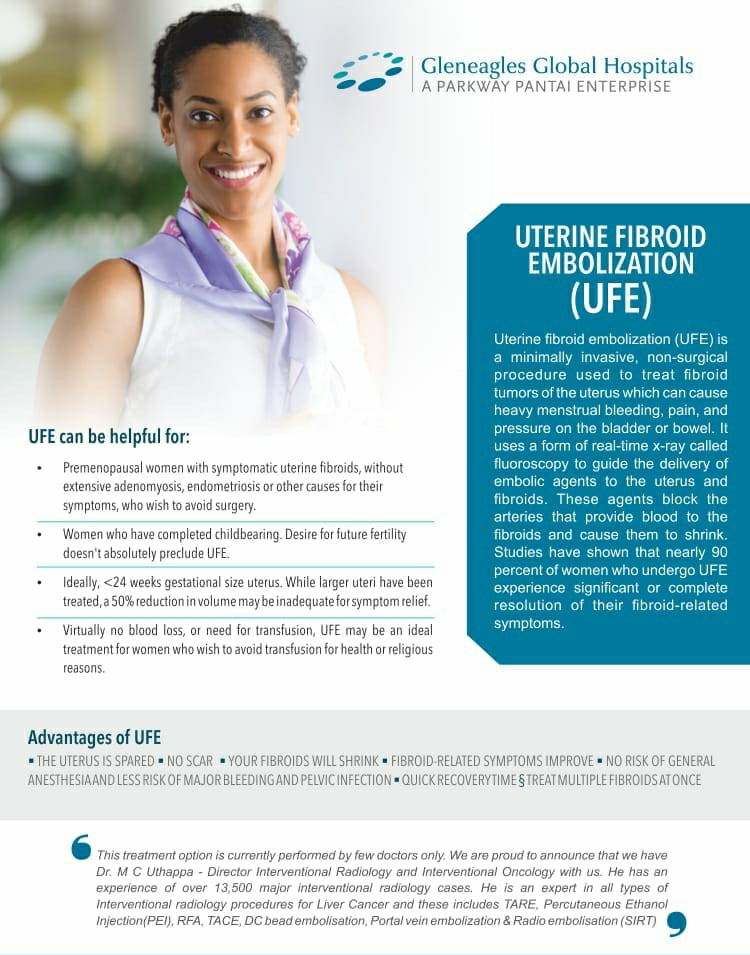 Gleneagles Global Hospitals
A PARKWAY PANTAI ENTERPRISE
UTERINE FIBROID
EMBOLIZATION
(UFE)
Uterine fibroid embolization (UFE) is
a minimally invasive, non-surgical
procedure used to treat fibroid
tumors of the uterus which can cause
heavy menstrual bleeding, pain, and
pressure on the bladder or bowel. It
uses a form of real-time x-ray called
fluoroscopy to guide the delivery of
embolic agents to the uterus and
fibroids. These agents block the
arteries that provide blood to the
fibroids and cause them to shrink.
Studies have shown that nearly 90
percent of women who undergo UFE
experience significant or complete
resolution of their fibroid-related
symptoms.
UFE can be helpful for:
• Premenopausal women with symptomatic uterine fibroids, without
extensive adenomyosis, endometriosis or other causes for their
symptoms, who wish to avoid surgery.
• Women who have completed childbearing. Desire for future fertility
doesn't absolutely preclude UFE.
• Ideally, <24 weeks gestational size uterus. While larger uteri have been
treated, a 50% reduction in volume may be inadequate for symptom relief.
• Virtually no blood loss, or need for transfusion, UFE may be an ideal
treatment for women who wish to avoid transfusion for health or religious
reasons.
Advantages of UFE
▪ THE UTERUS IS SPARED ▪ NO SCAR ▪ YOUR FIBROIDS WILL SHRINK ▪ FIBROID-RELATED SYMPTOMS IMPROVE ▪ NO RISK OF GENERAL
ANESTHESIA AND LESS RISK OF MAJOR BLEEDING AND PELVIC INFECTION ▪ QUICK RECOVERY TIME § TREAT MULTIPLE FIBROIDS AT ONCE
‘ This treatment option is currently performed by few doctors only. We are proud to announce that we have
Dr. M C Uthappa - Director Interventional Radiology and Interventional Oncology with us. He has an
experience of over 13,500 major interventional radiology cases. He is an expert in all types of
Interventional radiology procedures for Liver Cancer and these includes TARE, Percutaneous Ethanol
Injection(PEI), RFA, TACE, DC bead embolisation, Portal vein embolization & Radio embolisation (SIRT) ’